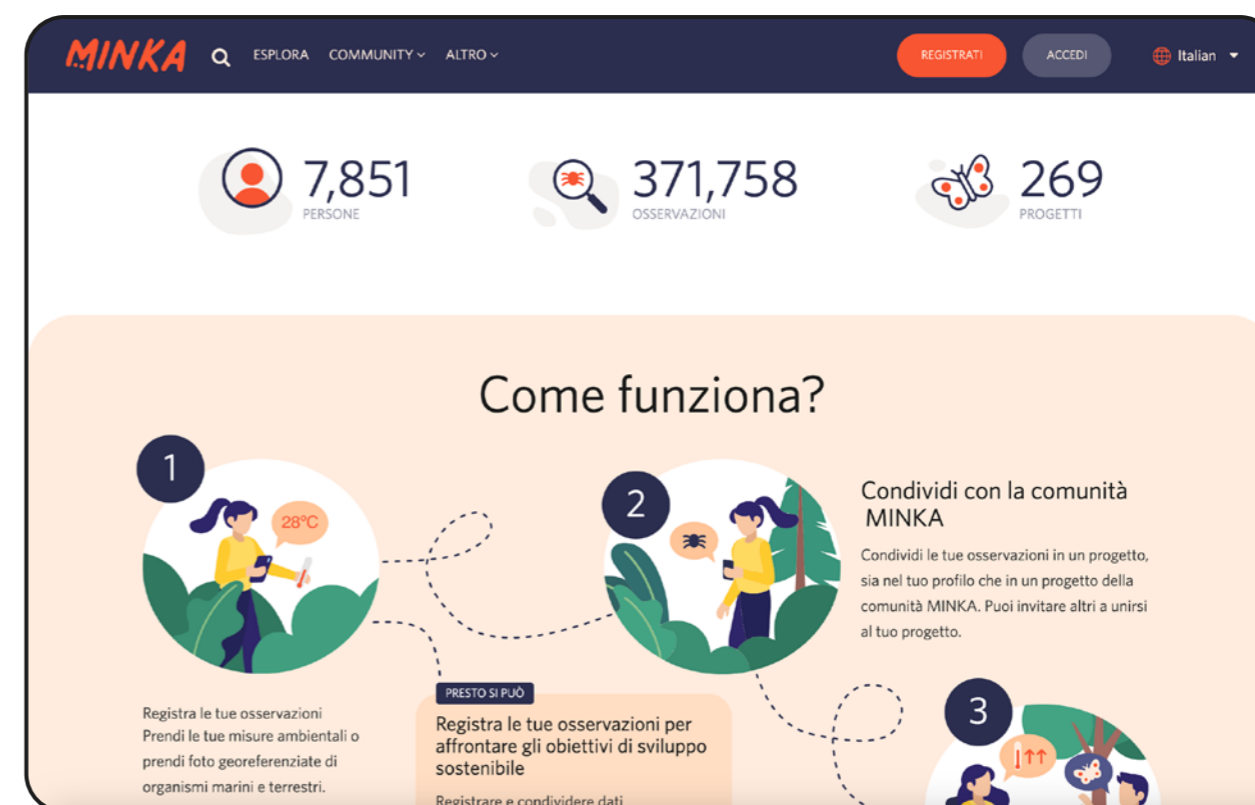 MINKA ESPLORA COMMUNITY ALTRO REGISTRATI ACCEDI Italian
7,851
PERSONE
371,758
OSSERVAZIONI
269
PROGETTI
Come funziona?
1
28°C
Registra le tue osservazioni
Prendi le tue misure ambientali o
prendi foto georeferenziate di
organismi marini e terrestri.
PRESTO SI PUÒ
Registra le tue osservazioni per
affrontare gli obiettivi di sviluppo
sostenibile
Registrare e condividere dati
2
Condividi con la comunità
MINKA
Condividi le tue osservazioni in un progetto,
sia nel tuo profilo che in un progetto della
comunità MINKA. Puoi invitare altri a unirsi
al tuo progetto.
3